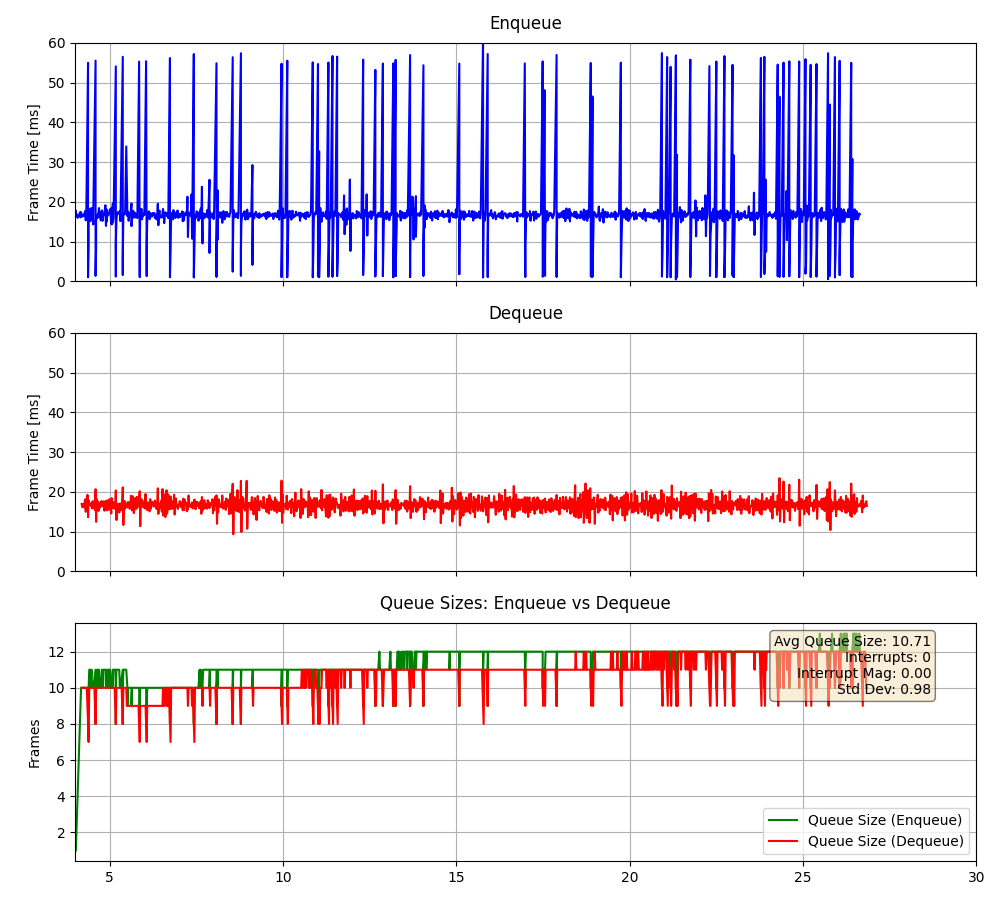 Enqueue
60
50
40
30
20
10
0
Frame Time [ms]
Dequeue
60
50
40
30
20
10
0
Frame Time [ms]
Queue Sizes: Enqueue vs Dequeue
12
10
8
6
4
2
Frames
Avg Queue Size: 10.71
Interrupts: 0
Interrupt Mag: 0.00
Std Dev: 0.98
Queue Size (Enqueue)
Queue Size (Dequeue)
5 10 15 20 25 30